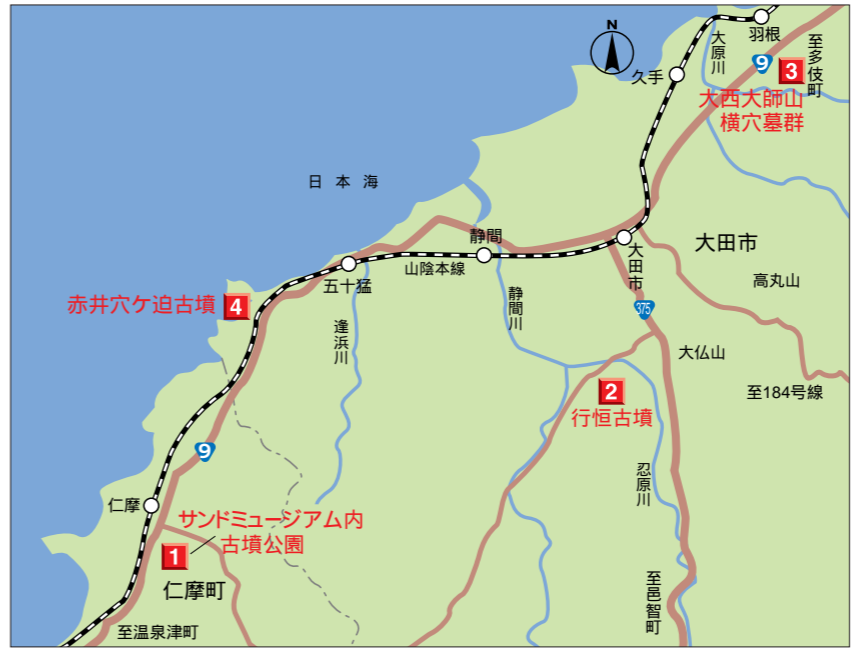 N
羽根
大原川
至多伎町
9
3
久手
大西大師山
横穴墓群
日本海
静間
大田市
大田市
山陰本線
五十猛
高丸山
赤井穴ケ迫古墳
4
静間川
逢浜川
375
大仏山
至184号線
2
行恒古墳
9
忍原川
仁摩
サンドミュージアム内
古墳公園
1
仁摩町
至邑智町
至温泉津町